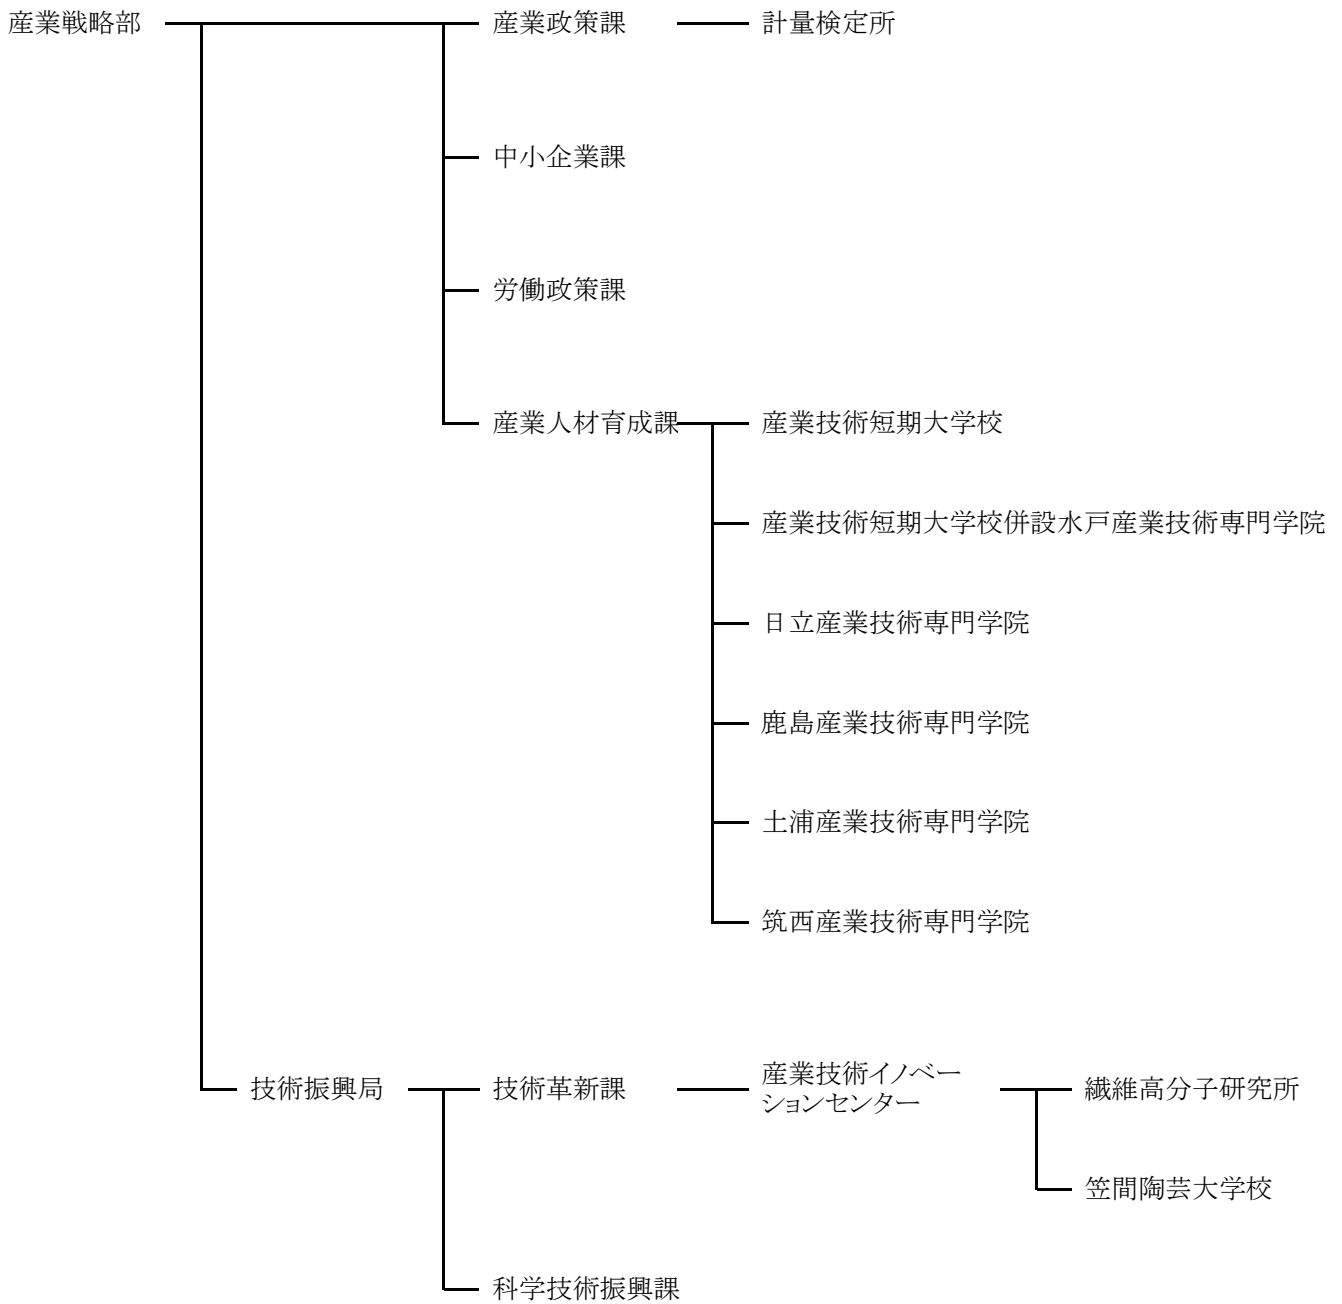 産業戦略部
産業政策課
計量検定所
中小企業課
労働政策課
産業人材育成課
産業技術短期大学校
産業技術短期大学校併設水戸産業技術専門学院
日立産業技術専門学院
鹿島産業技術専門学院
土浦産業技術専門学院
筑西産業技術専門学院
技術振興局
技術革新課
産業技術イノベー
ションセンター
繊維高分子研究所
笠間陶芸大学校
科学技術振興課